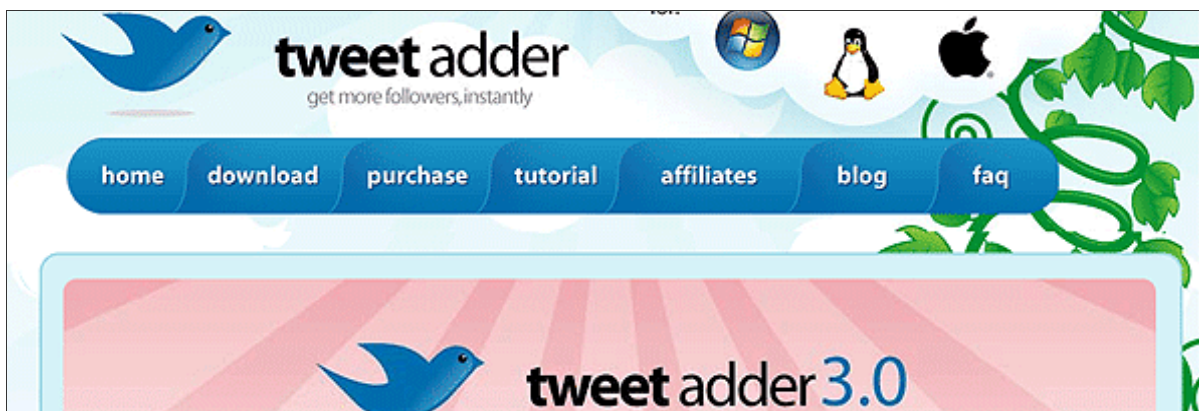 tweet adder
get more followers, instantly
home download purchase tutorial affiliates blog faq
tweet adder 3.0